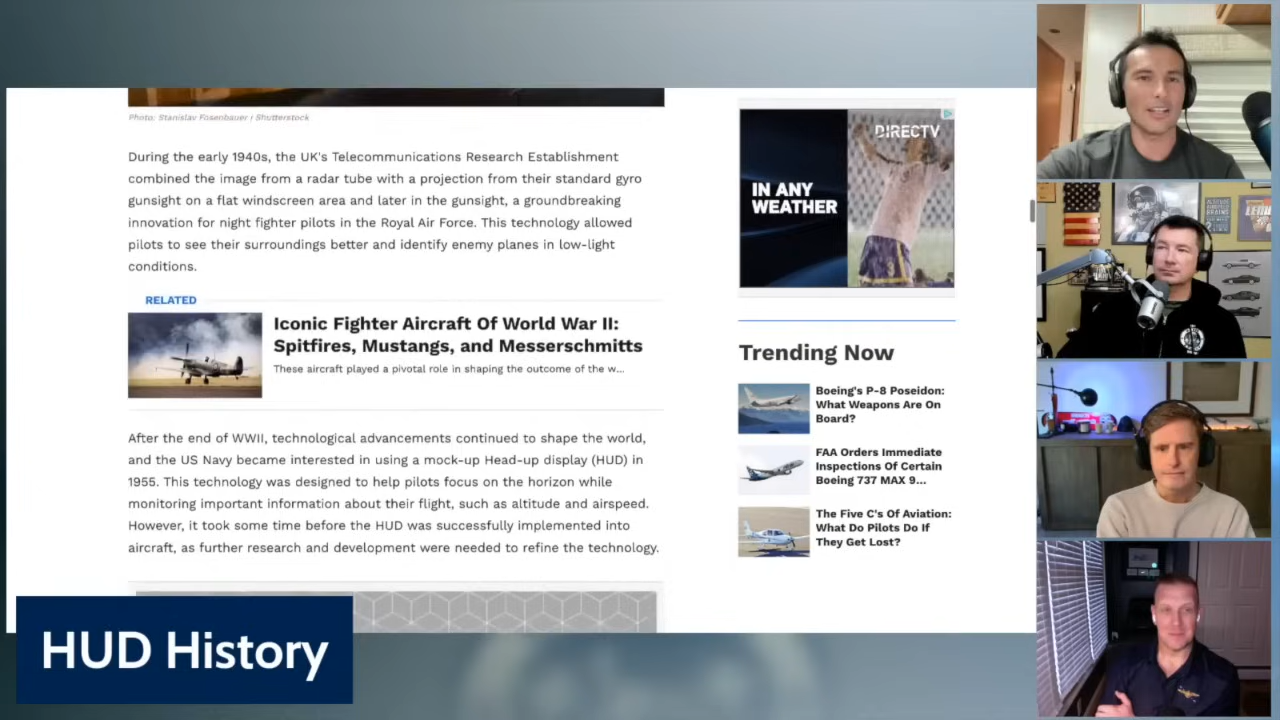 Photo: Stanislav Fosenbauer / Shutterstock
During the early 1940s, the UK's Telecommunications Research Establishment
combined the image from a radar tube with a projection from their standard gyro
gunsight on a flat windscreen area and later in the gunsight, a groundbreaking
innovation for night fighter pilots in the Royal Air Force. This technology allowed
pilots to see their surroundings better and identify enemy planes in low-light
conditions.
RELATED
Iconic Fighter Aircraft Of World War II:
Spitfires, Mustangs, and Messerschmitts
These aircraft played a pivotal role in shaping the outcome of the w...
After the end of WWII, technological advancements continued to shape the world,
and the US Navy became interested in using a mock-up Head-up display (HUD) in
1955. This technology was designed to help pilots focus on the horizon while
monitoring important information about their flight, such as altitude and airspeed.
However, it took some time before the HUD was successfully implemented into
aircraft, as further research and development were needed to refine the technology.
DIRECTV
IN ANY
WEATHER
Trending Now
Boeing's P-8 Poseidon:
What Weapons Are On
Board?
FAA Orders Immediate
Inspections Of Certain
Boeing 737 MAX 9...
The Five C's Of Aviation:
What Do Pilots Do If
They Get Lost?
HUD History